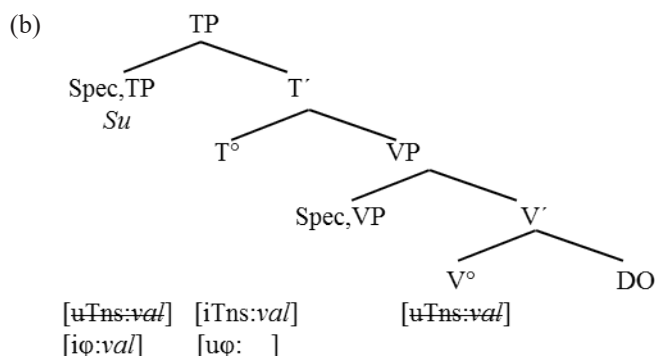 (b)
TP
Spec,TP T´
Su
T° VP
Spec,VP V´
V° DO
[uTns:val] [iTns:val] [uTns:val]
[iφ:val] [uφ: ]